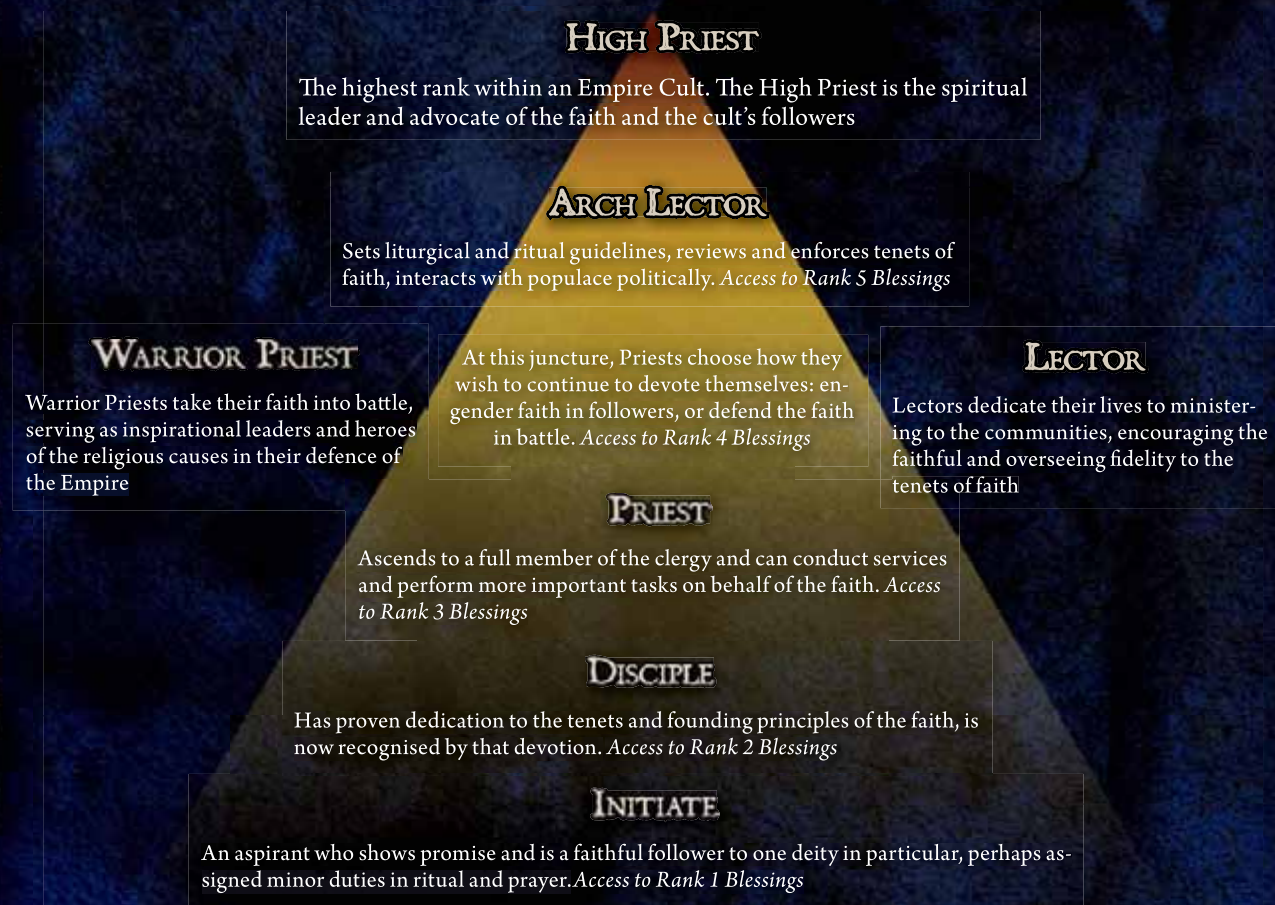 High Priest
The highest rank within an Empire Cult. The High Priest is the spiritual
leader and advocate of the faith and the cult's followers
Arch Lector
Sets liturgical and ritual guidelines, reviews and enforces tenets of
faith, interacts with populace politically. Access to Rank 5 Blessings
Warrior Priest
Warrior Priests take their faith into battle,
serving as inspirational leaders and heroes
of the religious causes in their defence of
the Empire
At this juncture, Priests choose how they
wish to continue to devote themselves: en-
gender faith in followers, or defend the faith
in battle. Access to Rank 4 Blessings
Lector
Lectors dedicate their lives to minister-
ing to the communities, encouraging the
faithful and overseeing fidelity to the
tenets of faith
Priest
Ascends to a full member of the clergy and can conduct services
and perform more important tasks on behalf of the faith. Access
to Rank 3 Blessings
Disciple
Has proven dedication to the tenets and founding principles of the faith, is
now recognised by that devotion. Access to Rank 2 Blessings
Initiate
An aspirant who shows promise and is a faithful follower to one deity in particular, perhaps as-
signed minor duties in ritual and prayer.Access to Rank 1 Blessings